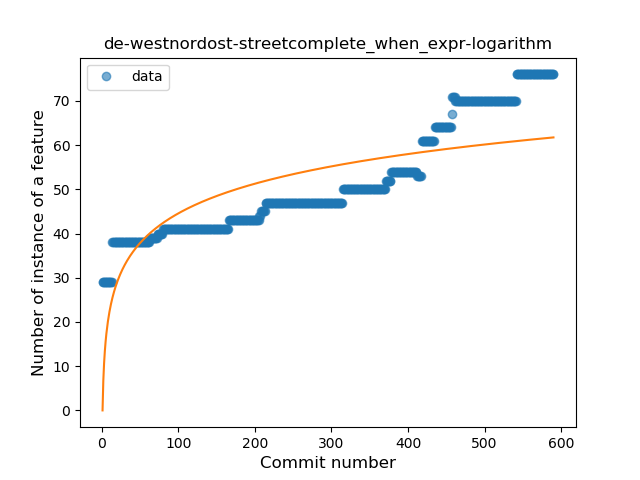 de-westnordost-streetcomplete_when_expr-logarithm
data
Number of instance of a feature
70
60
50
40
30
20
10
0
0 100 200 300 400 500 600
Commit number